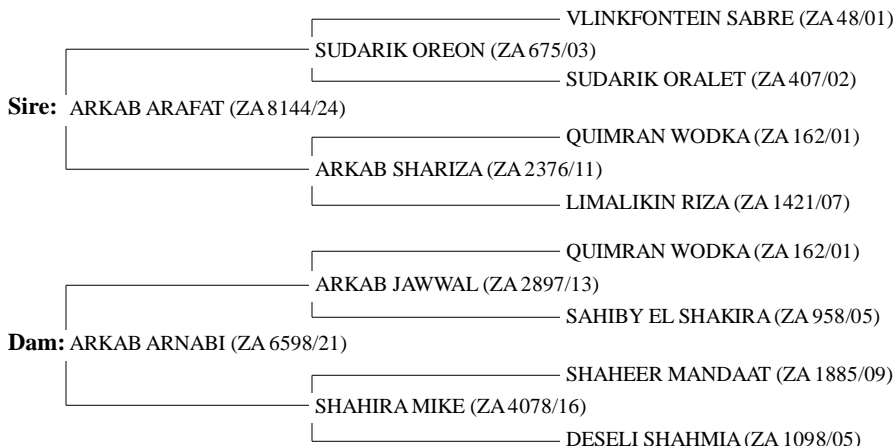 VLINKFONTEIN SABRE (ZA 48/01)
SUDARIK OREON (ZA 675/03)
SUDARIK ORALET (ZA 407/02)
Sire: ARKAB ARAFAT (ZA 8144/24)
QUIMRAN WODKA (ZA 162/01)
ARKAB SHARIZA (ZA 2376/11)
LIMALIKIN RIZA (ZA 1421/07)
QUIMRAN WODKA (ZA 162/01)
ARKAB JAWWAL (ZA 2897/13)
SAHIBY EL SHAKIRA (ZA 958/05)
Dam: ARKAB ARNABI (ZA 6598/21)
SHAHEER MANDAAT (ZA 1885/09)
SHAHIRA MIKE (ZA 4078/16)
DESELI SHAHMIA (ZA 1098/05)